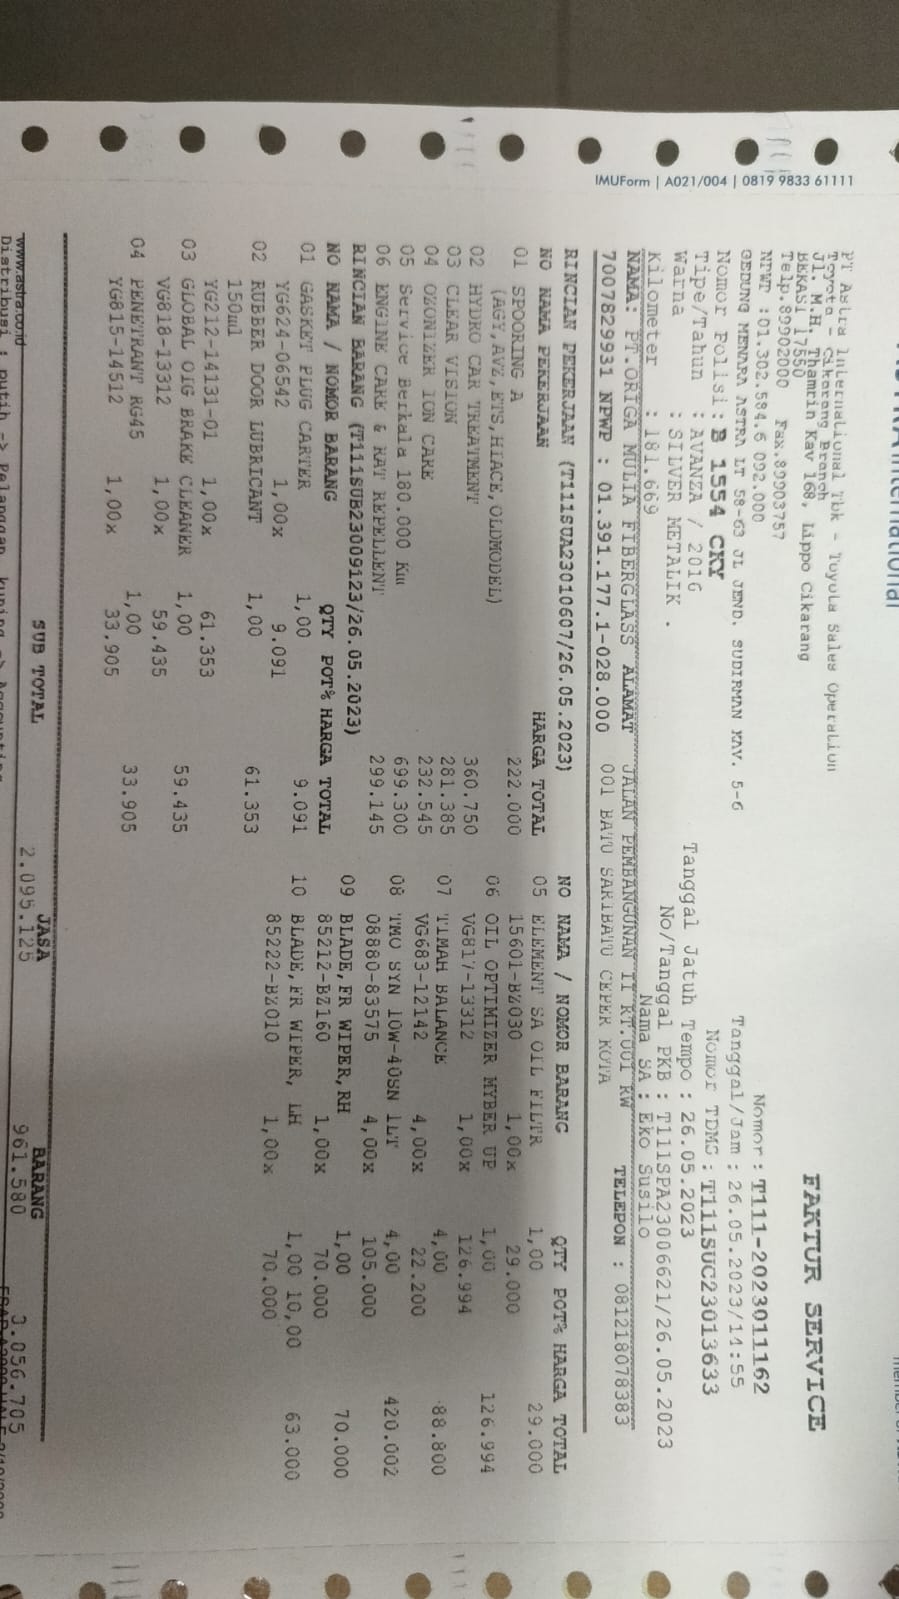 IMUForm | A021/004 | 0819 9833 61111
ASTRA International
FAKTUR SERVICE
PT Astra International Tbk - Toyota Sales Operation
Toyota - Cikarang Branch
Jl. M.H. Thamrin Kav 168, Lippo Cikarang
BEKASI 17550
Telp.89902000 Fax.89903757
NPWP :01.302.584.6 092.000
GEDUNG MENARA ASTRA LT 58-63 JL JEND. SUDIRMAN KAV. 5-6
Nomor : T111-2023011162
Tanggal/Jam : 26.05.2023/14:55
Nomor TDMS : T111SUC23013633
Nomor Polisi : B 1554 CKY
Tanggal Jatuh Tempo : 26.05.2023
Tipe/Tahun : AVANZA / 2016
No/Tanggal PKB : T111SPA23006621/26.05.2023
Warna : SILVER METALIK .
Nama SA : Eko Susilo
Kilometer : 181.669
NAMA: PT.ORIGA MULIA FIBERGLASS ALAMAT JALAN PEMBANGUNAN II RT.001 RW TELEPON : 081218078383
7007829931 NPWP : 01.391.177.1-028.000 001 BATU SARIBATU CEPER KOTA
RINCIAN PEKERJAAN (T111SUA23010607/26.05.2023)
NO NAMA PEKERJAAN HARGA TOTAL
01 SPOORING A 222.000
(AGY,AVZ,ETS,HIACE,OLDMODEL)
02 HYDRO CAR TREATMENT 360.750
03 CLEAR VISION 281.385
04 OZONIZER ION CARE 232.545
05 Service Berkala 180.000 Km 699.300
06 ENGINE CARE & RAT REPELLENT 299.145
RINCIAN BARANG (T111SUB23009123/26.05.2023)
NO NAMA / NOMOR BARANG QTY POT% HARGA TOTAL
01 GASKET PLUG CARTER 1,00 9.091
YG624-06542 1,00x 9.091
02 RUBBER DOOR LUBRICANT 1,00 61.353
150ml
YG212-14131-01 1,00x 61.353
03 GLOBAL OIG BRAKE CLEANER 1,00 59.435
VG818-13312 1,00x 59.435
04 PENETRANT RG45 1,00 33.905
YG815-14512 1,00x 33.905
NO NAMA / NOMOR BARANG QTY POT% HARGA TOTAL
05 ELEMENT SA OIL FILTR 1,00 29.000
15601-BZ030 1,00x 29.000
06 OIL OPTIMIZER MYBER UP 1,00 126.994
VG817-13312 1,00x 126.994
07 TIMAH BALANCE 4,00 88.800
VG683-12142 4,00x 22.200
08 TMO SYN 10W-40SN 1LT 4,00 420.002
08880-83575 4,00x 105.000
09 BLADE,FR WIPER,RH 1,00 70.000
85212-BZ160 1,00x 70.000
10 BLADE,FR WIPER, LH 1,00 10,00 63.000
85222-BZ010 1,00x 70.000
JASA BARANG
SUB TOTAL 2.095.125 961.580 3.056.705
www.astra.co.id
Distribusi : putih -> Pelanggan kuning -> Accounting